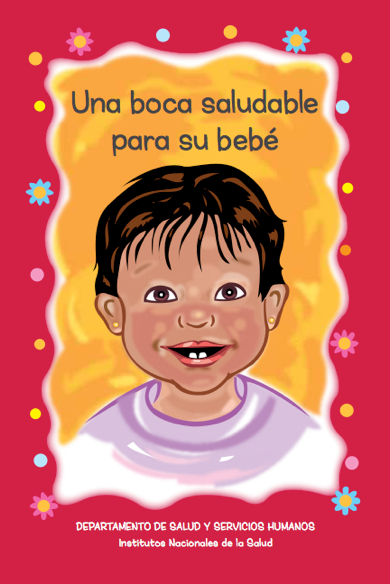 Una boca saludable
para su bebé
DEPARTAMENTO DE SALUD Y SERVICIOS HUMANOS
Institutos Nacionales de la Salud